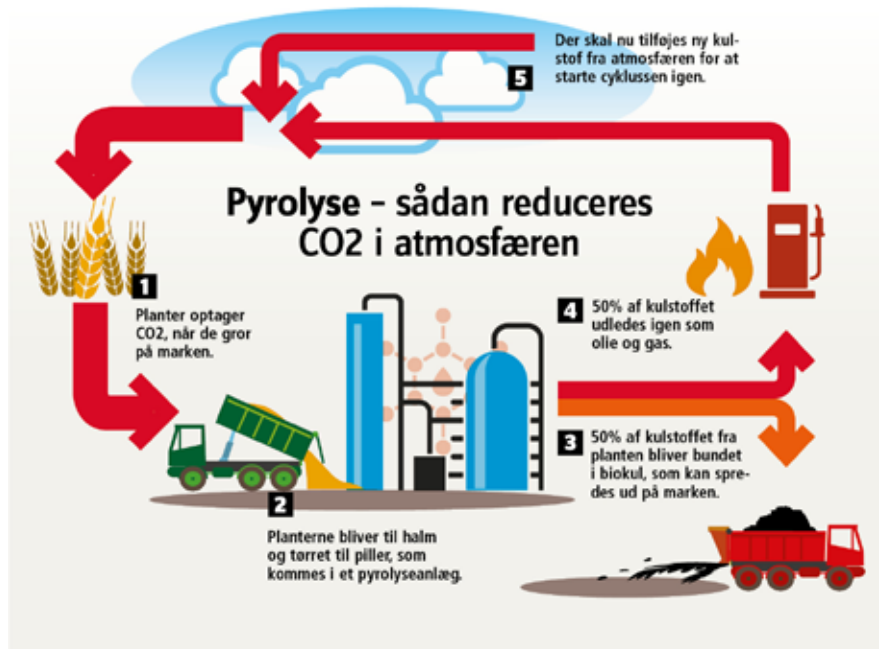 Der skal nu tilføjes ny kul-
stof fra atmosfæren for at
starte cyklussen igen.
5
Pyrolyse – sådan reduceres
CO2 i atmosfæren
1
Planter optager
CO2, når de gror
på marken.
4
50% af kulstoffet
udledes igen som
olie og gas.
3
50% af kulstoffet fra
planten bliver bundet
i biokul, som kan spre-
des ud på marken.
2
Planterne bliver til halm
og tørret til piller, som
kommes i et pyrolyseanlæg.